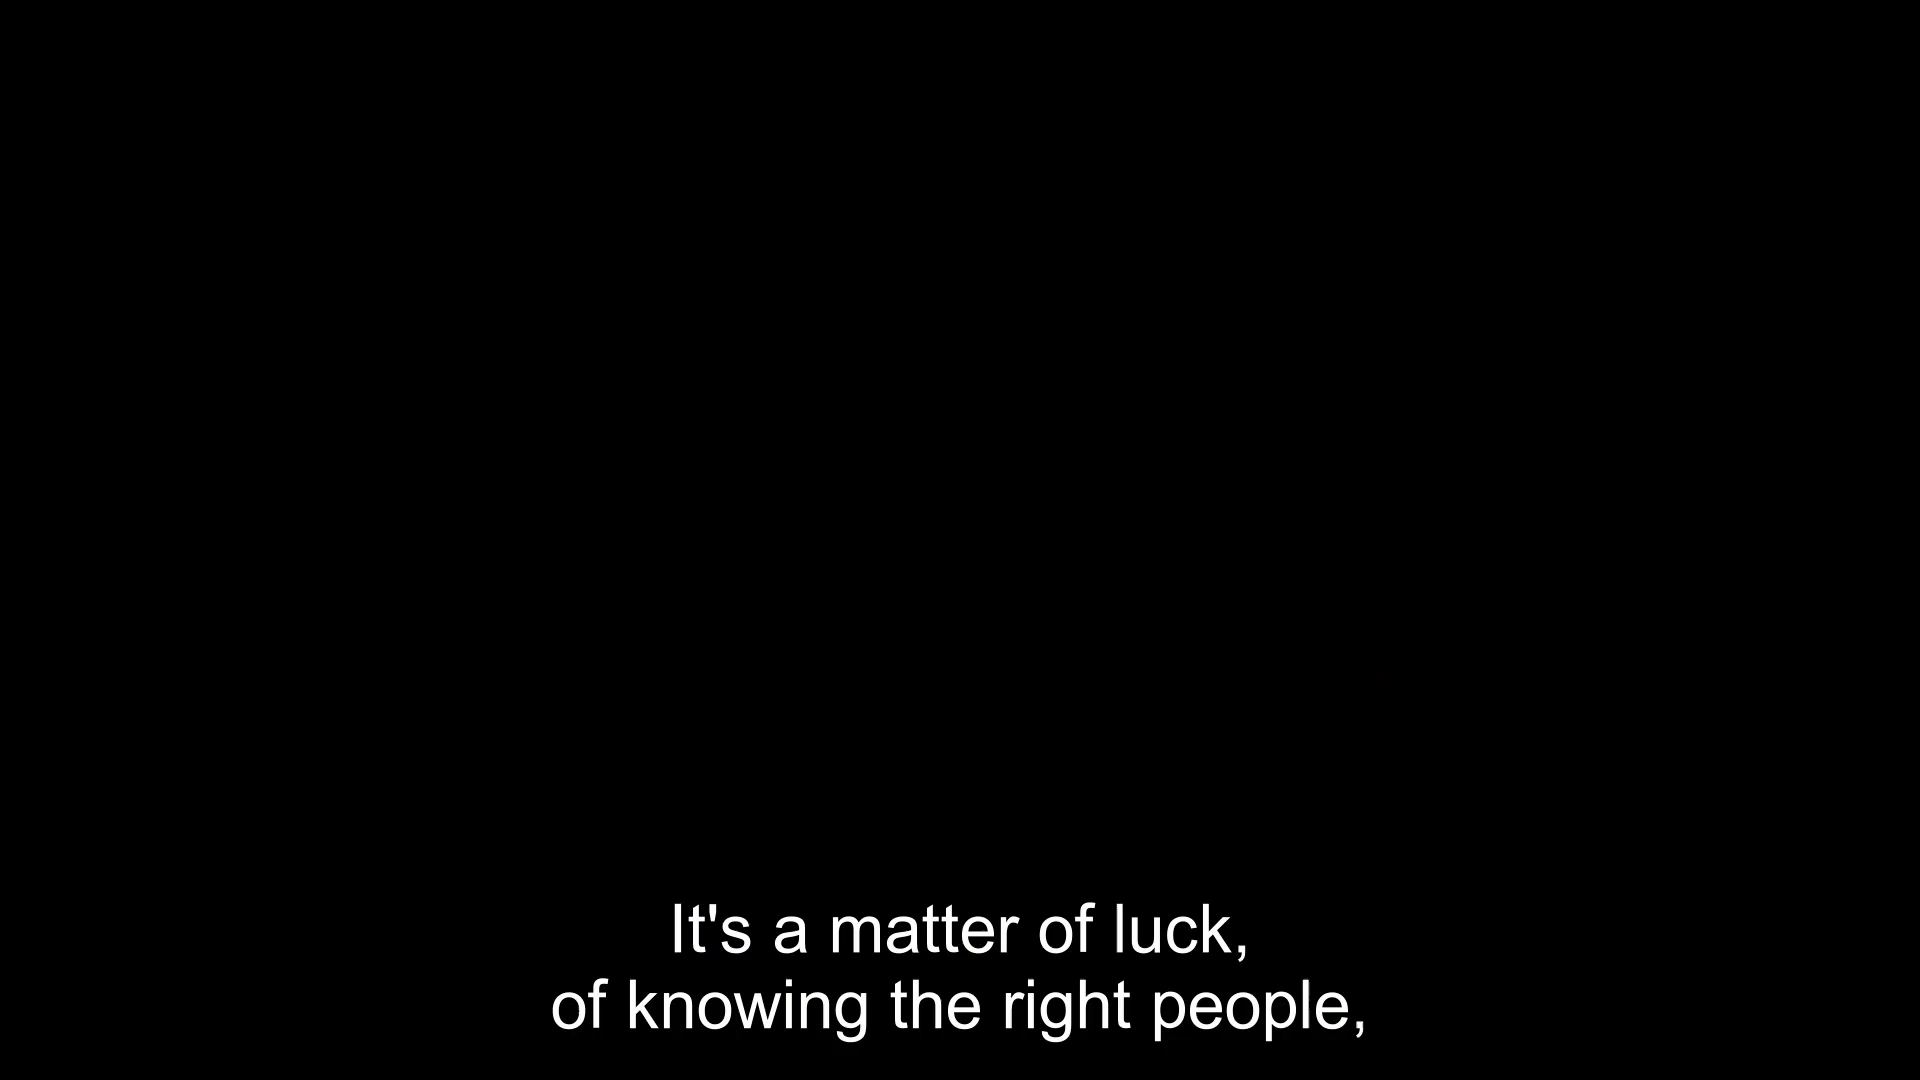 It's a matter of luck,
of knowing the right people,